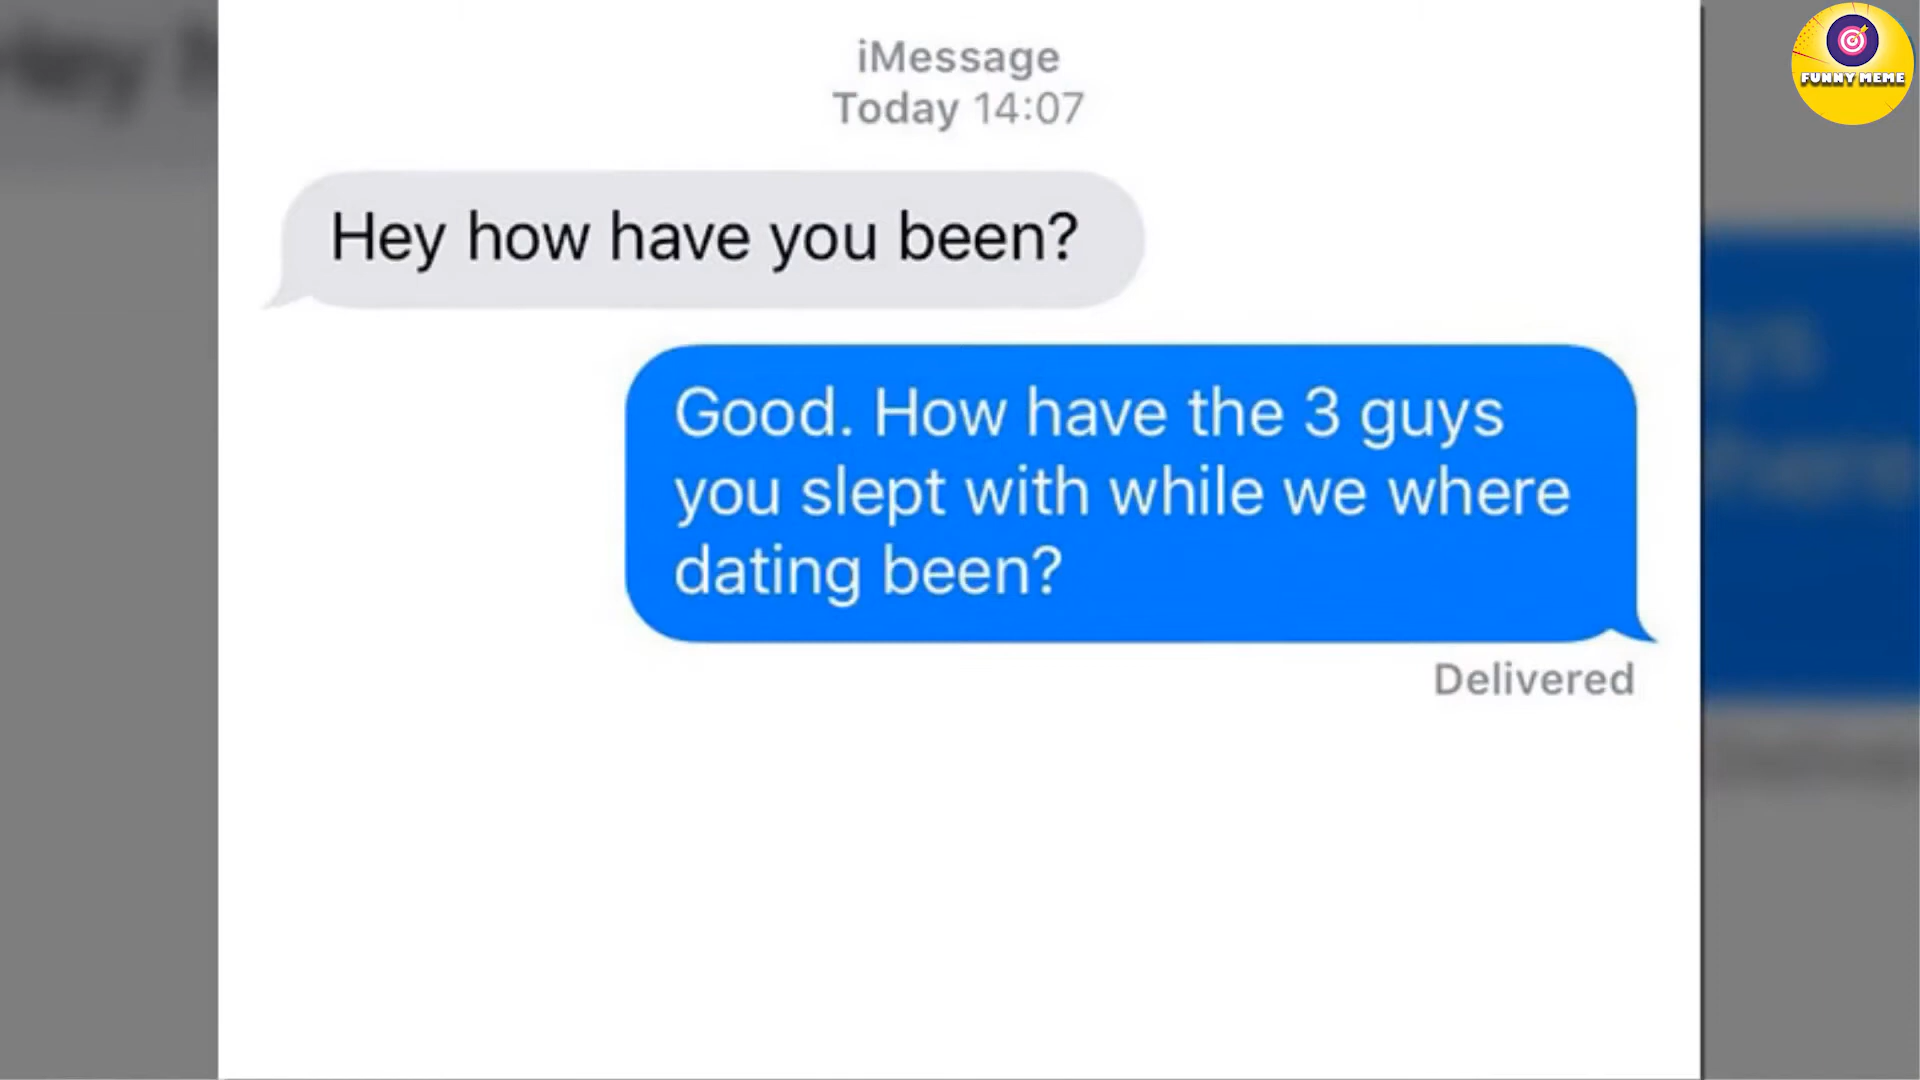 iMessage
Today 14:07
Hey how have you been?
Good. How have the 3 guys
you slept with while we where
dating been?
Delivered
FUNNY MEME